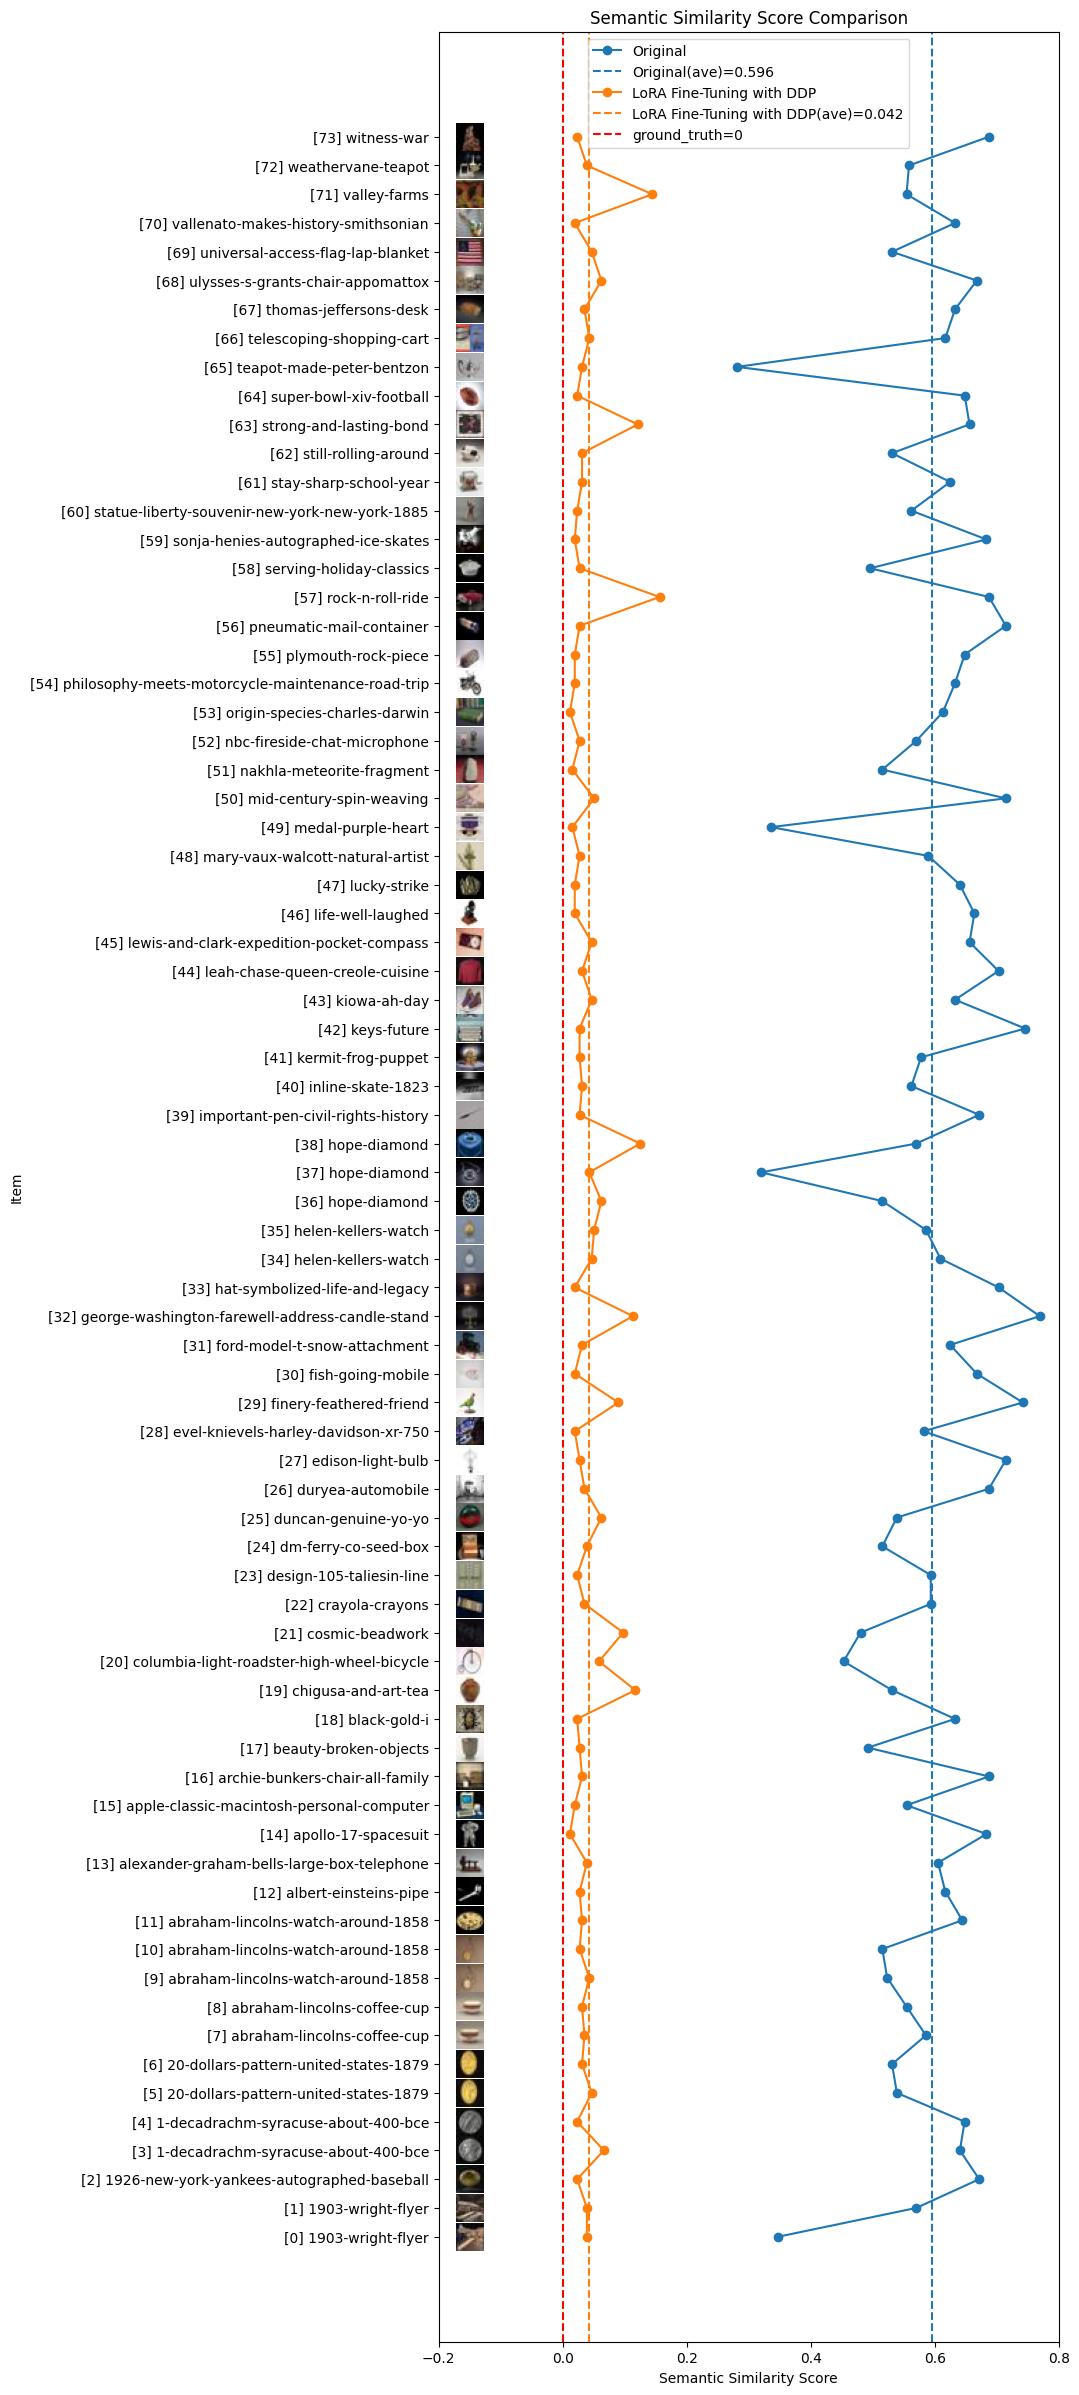 Semantic Similarity Score Comparison
Original
Original(ave)=0.596
LoRA Fine-Tuning with DDP
LoRA Fine-Tuning with DDP(ave)=0.042
ground_truth=0
[73] witness-war
[72] weathervane-teapot
[71] valley-farms
[70] vallenato-makes-history-smithsonian
[69] universal-access-flag-lap-blanket
[68] ulysses-s-grants-chair-appomattox
[67] thomas-jeffersons-desk
[66] telescoping-shopping-cart
[65] teapot-made-peter-bentzon
[64] super-bowl-xiv-football
[63] strong-and-lasting-bond
[62] still-rolling-around
[61] stay-sharp-school-year
[60] statue-liberty-souvenir-new-york-new-york-1885
[59] sonja-henies-autographed-ice-skates
[58] serving-holiday-classics
[57] rock-n-roll-ride
[56] pneumatic-mail-container
[55] plymouth-rock-piece
[54] philosophy-meets-motorcycle-maintenance-road-trip
[53] origin-species-charles-darwin
[52] nbc-fireside-chat-microphone
[51] nakhla-meteorite-fragment
[50] mid-century-spin-weaving
[49] medal-purple-heart
[48] mary-vaux-walcott-natural-artist
[47] lucky-strike
[46] life-well-laughed
[45] lewis-and-clark-expedition-pocket-compass
[44] leah-chase-queen-creole-cuisine
[43] kiowa-ah-day
[42] keys-future
[41] kermit-frog-puppet
[40] inline-skate-1823
[39] important-pen-civil-rights-history
[38] hope-diamond
[37] hope-diamond
[36] hope-diamond
[35] helen-kellers-watch
[34] helen-kellers-watch
[33] hat-symbolized-life-and-legacy
[32] george-washington-farewell-address-candle-stand
[31] ford-model-t-snow-attachment
[30] fish-going-mobile
[29] finery-feathered-friend
[28] evel-knievels-harley-davidson-xr-750
[27] edison-light-bulb
[26] duryea-automobile
[25] duncan-genuine-yo-yo
[24] dm-ferry-co-seed-box
[23] design-105-taliesin-line
[22] crayola-crayons
[21] cosmic-beadwork
[20] columbia-light-roadster-high-wheel-bicycle
[19] chigusa-and-art-tea
[18] black-gold-i
[17] beauty-broken-objects
[16] archie-bunkers-chair-all-family
[15] apple-classic-macintosh-personal-computer
[14] apollo-17-spacesuit
[13] alexander-graham-bells-large-box-telephone
[12] albert-einsteins-pipe
[11] abraham-lincolns-watch-around-1858
[10] abraham-lincolns-watch-around-1858
[9] abraham-lincolns-watch-around-1858
[8] abraham-lincolns-coffee-cup
[7] abraham-lincolns-coffee-cup
[6] 20-dollars-pattern-united-states-1879
[5] 20-dollars-pattern-united-states-1879
[4] 1-decadrachm-syracuse-about-400-bce
[3] 1-decadrachm-syracuse-about-400-bce
[2] 1926-new-york-yankees-autographed-baseball
[1] 1903-wright-flyer
[0] 1903-wright-flyer
Item
−0.2 0.0 0.2 0.4 0.6 0.8
Semantic Similarity Score